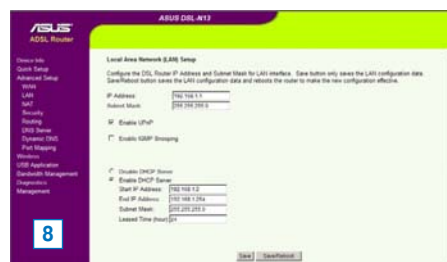 ASUS
ADSL Router
ASUS DSL-N13
Device Info
Quick Setup
Advanced Setup
WAN
LAN
NAT
Security
Routing
DNS Server
Dynamic DNS
Port Mapping
Wireless
USB Application
Bandwidth Management
Diagnostics
Management
8
Local Area Network (LAN) Setup
Configure the DSL Router IP Address and Subnet Mask for LAN interface. Save button only saves the LAN configuration data.
Save/Reboot button saves the LAN configuration data and reboots the router to make the new configuration effective.
IP Address: 192.168.1.1
Subnet Mask: 255.255.255.0
Enable UPnP
Enable IGMP Snooping
Disable DHCP Server
Enable DHCP Server
Start IP Address: 192.168.1.2
End IP Address: 192.168.1.254
Subnet Mask: 255.255.255.0
Leased Time (hour): 24
Save Save/Reboot